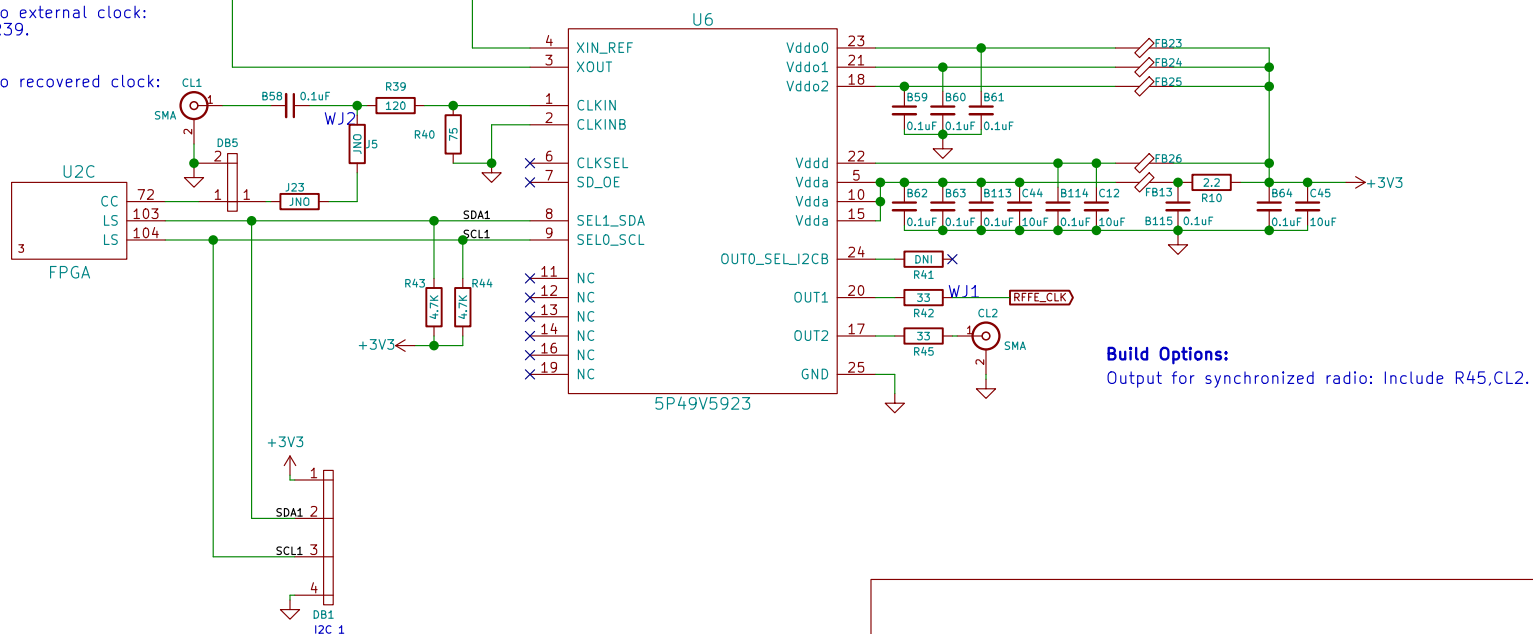 o external clock:
39.
o recovered clock:
CL1
1
SMA
2
B58
0.1uF
R39
120
WJ2
JNO
J5
R40
75
DB5
2
1
1
J23
JNO
U2C
CC
72
LS
103
LS
104
3
FPGA
SDA1
SCL1
R43
4.7K
R44
4.7K
+3V3
+3V3
1
SDA1
2
SCL1
3
4
DB1
I2C 1
U6
4
XIN_REF
3
XOUT
1
CLKIN
2
CLKINB
6
CLKSEL
7
SD_OE
8
SEL1_SDA
9
SEL0_SCL
11
NC
12
NC
13
NC
14
NC
16
NC
19
NC
Vddo0
23
Vddo1
21
Vddo2
18
Vddd
22
Vdda
5
Vdda
10
Vdda
15
OUT0_SEL_I2CB
24
OUT1
20
OUT2
17
GND
25
5P49V5923
FB23
FB24
FB25
B59
0.1uF
B60
0.1uF
B61
0.1uF
FB26
FB13
2.2
R10
+3V3
B62
0.1uF
B63
0.1uF
B113
0.1uF
C44
10uF
B114
0.1uF
C12
10uF
B115
0.1uF
B64
0.1uF
C45
10uF
DNI
R41
33
R42
WJ1
RFFE_CLK
33
R45
CL2
1
SMA
2
Build Options:
Output for synchronized radio: Include R45,CL2.